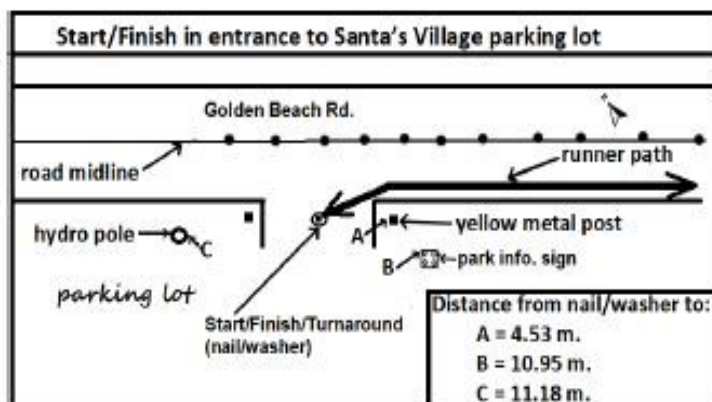 Start/Finish in entrance to Santa's Village parking lot
Golden Beach Rd.
road midline
runner path
hydro pole
C
A
yellow metal post
B
park info. sign
parking lot
Start/Finish/Turnaround
(nail/washer)
Distance from nail/washer to:
A = 4.53 m.
B = 10.95 m.
C = 11.18 m.